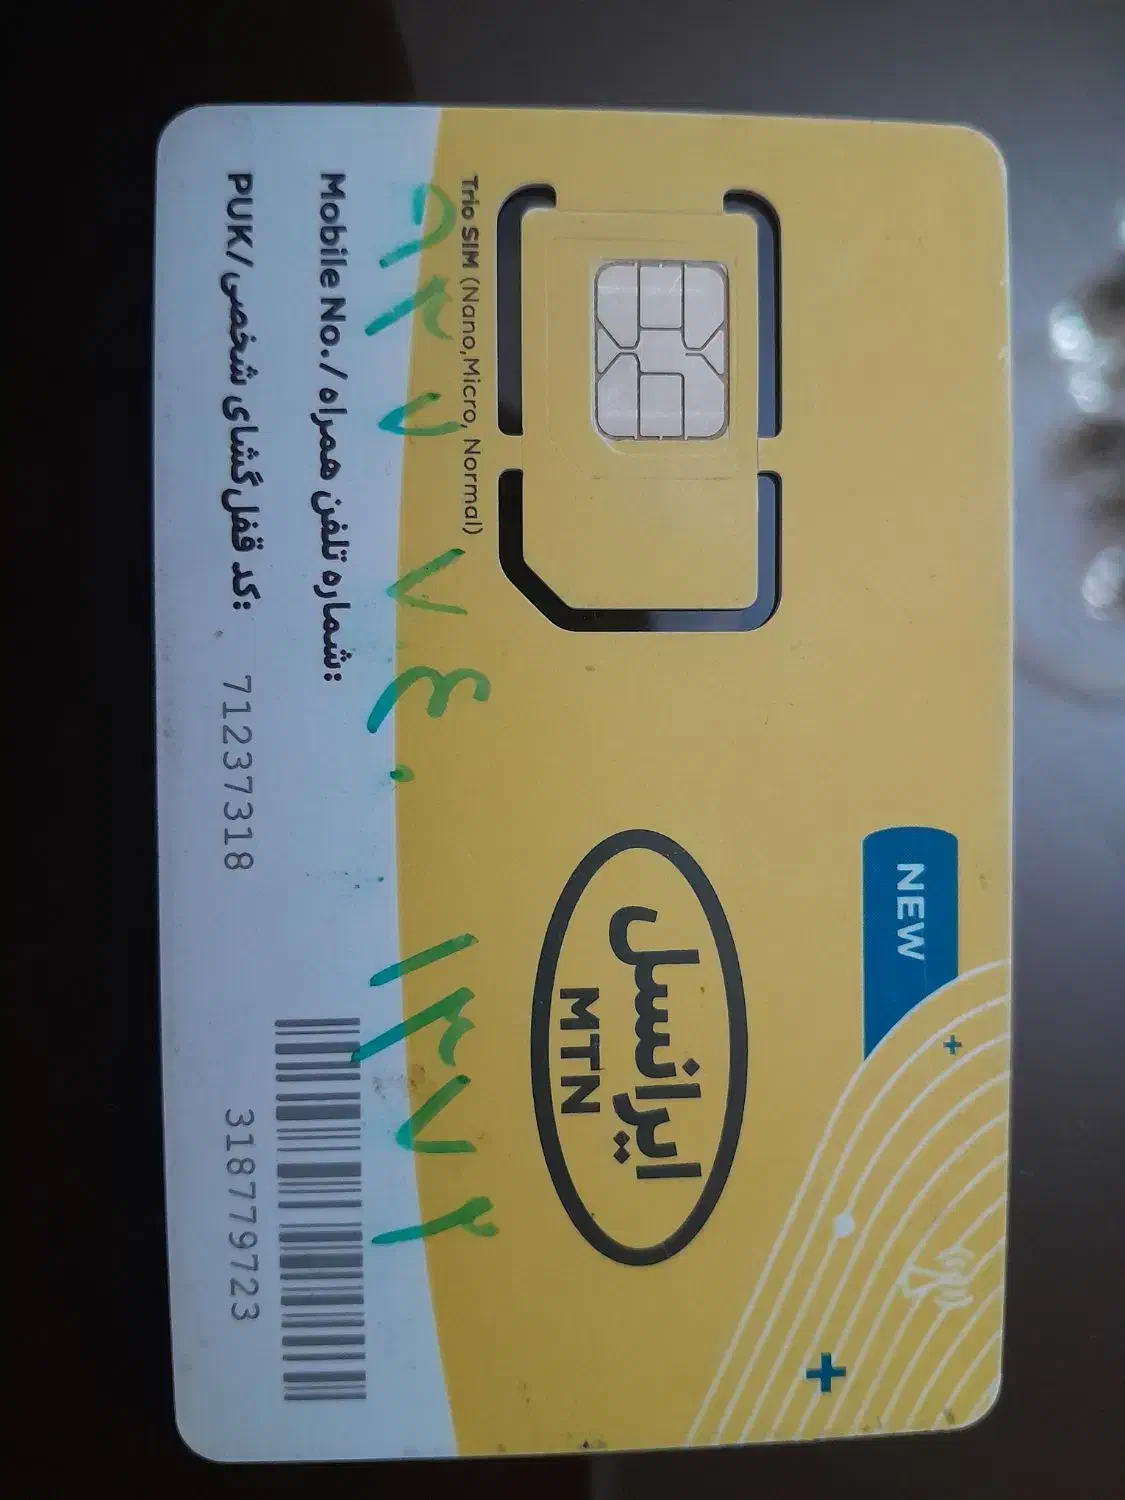 NEW
ایرانسل
MTN
Trio SIM (Nano,Micro, Normal)
Mobile No./شماره تلفن همراه:
PUK/کد قفل‌گشای شخصی: 71237318 318779723